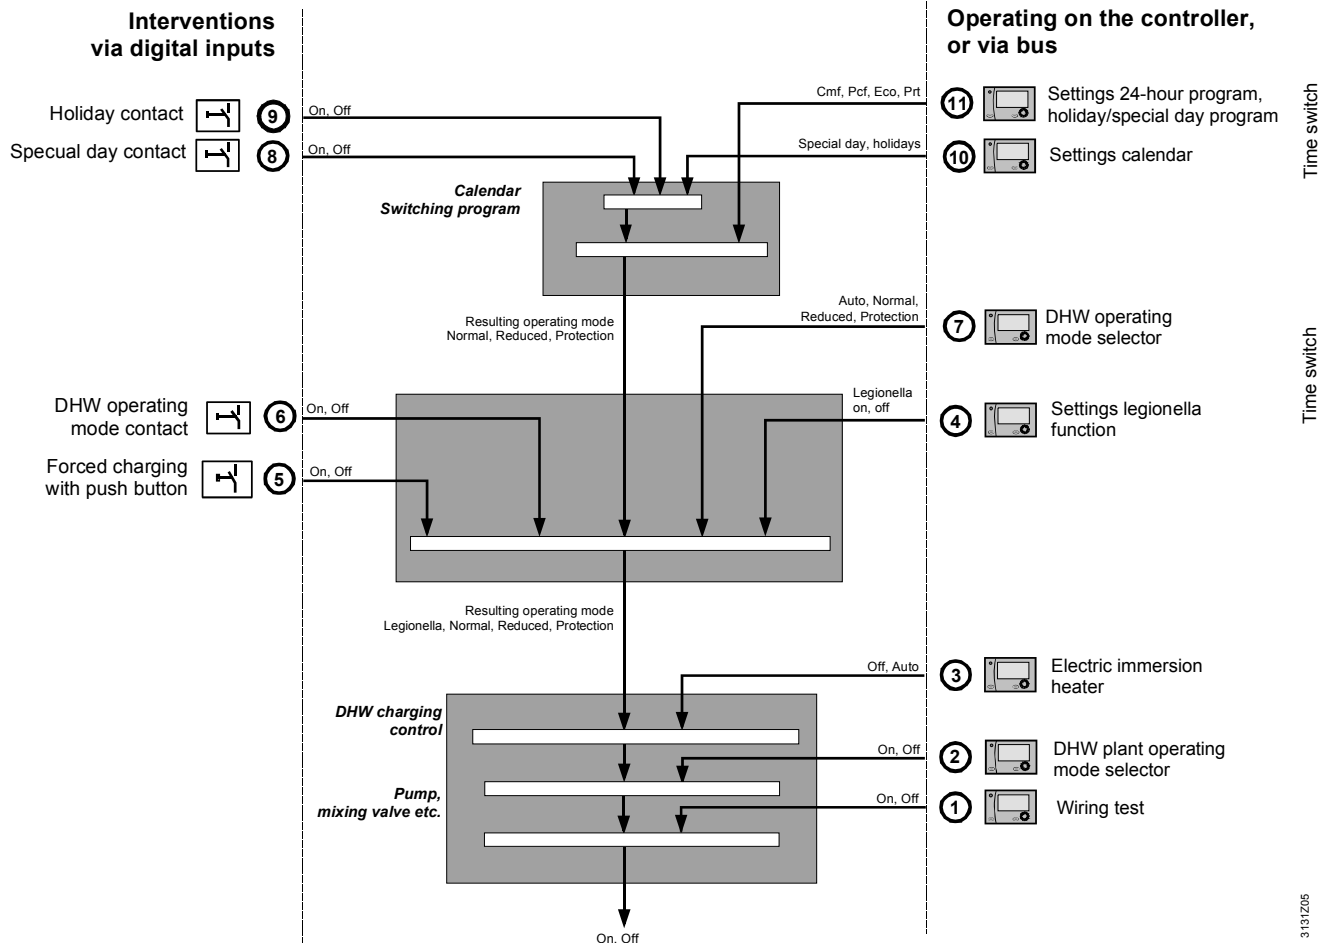 Interventions
via digital inputs
Operating on the controller,
or via bus
Holiday contact
9
On, Off
Cmf, Pcf, Eco, Prt
11
Settings 24-hour program,
holiday/special day program
Time switch
Specual day contact
8
On, Off
Special day, holidays
10
Settings calendar
Calendar
Switching program
Resulting operating mode
Normal, Reduced, Protection
Auto, Normal,
Reduced, Protection
7
DHW operating
mode selector
Time switch
DHW operating
mode contact
6
On, Off
Legionella
on, off
4
Settings legionella
function
Forced charging
with push button
5
On, Off
Resulting operating mode
Legionella, Normal, Reduced, Protection
Off, Auto
3
Electric immersion
heater
DHW charging
control
On, Off
2
DHW plant operating
mode selector
Pump,
mixing valve etc.
On, Off
1
Wiring test
On, Off
3131Z05